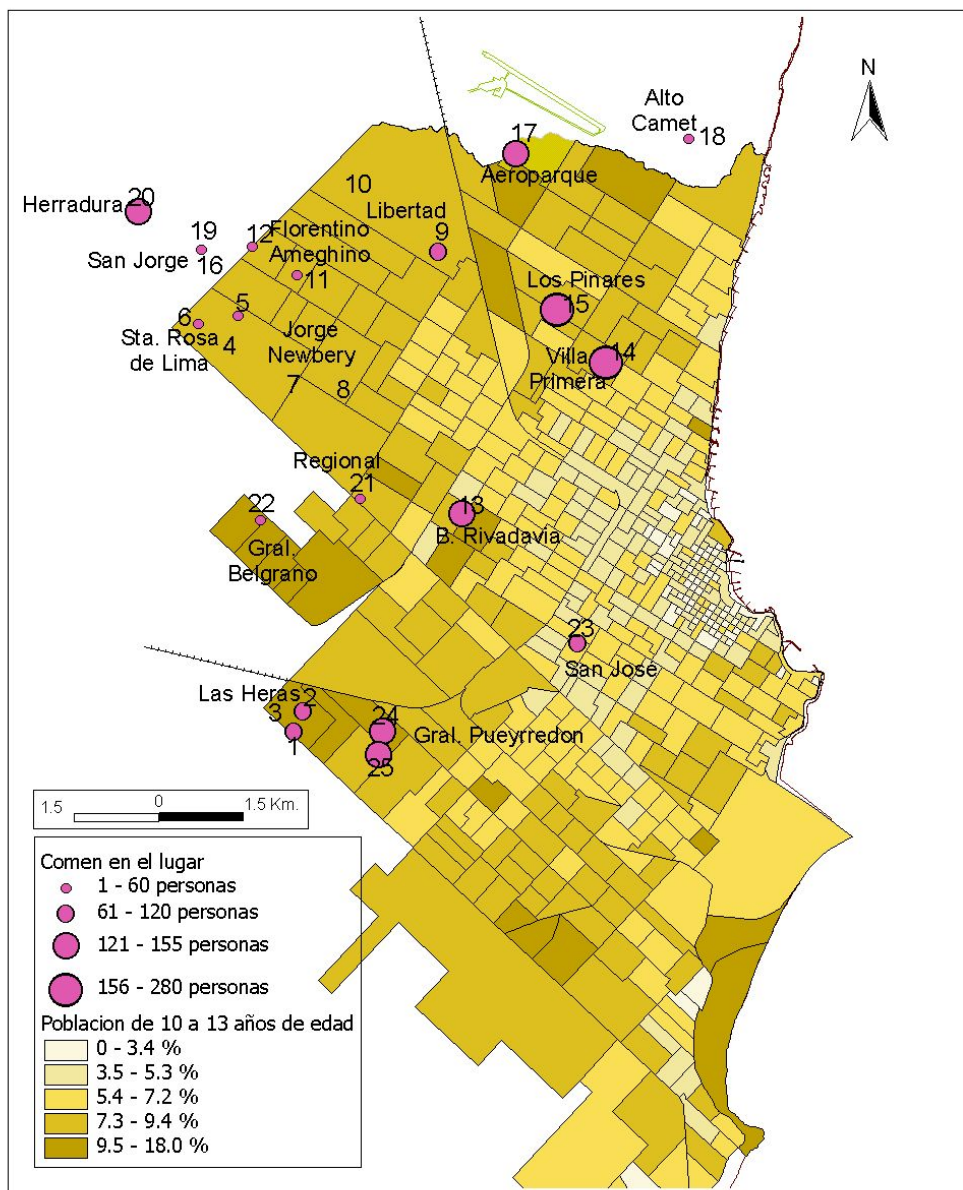 N
Alto
Camet
18
17
Aeroparque
10
20
Herradura
Libertad
9
19
12
Florentino
Ameghino
San Jorge
16
11
Los Pinares
15
5
6
Sta. Rosa
de Lima
4
Jorge
Newbery
14
Villa
Primera
7
8
Regional
21
22
13
B. Rivadavia
Gral.
Belgrano
23
San José
Las Heras
2
3
1
24
Gral. Pueyrredon
25
1.5 0 1.5 Km.
Comen en el lugar
1 - 60 personas
61 - 120 personas
121 - 155 personas
156 - 280 personas
Poblacion de 10 a 13 años de edad
0 - 3.4 %
3.5 - 5.3 %
5.4 - 7.2 %
7.3 - 9.4 %
9.5 - 18.0 %